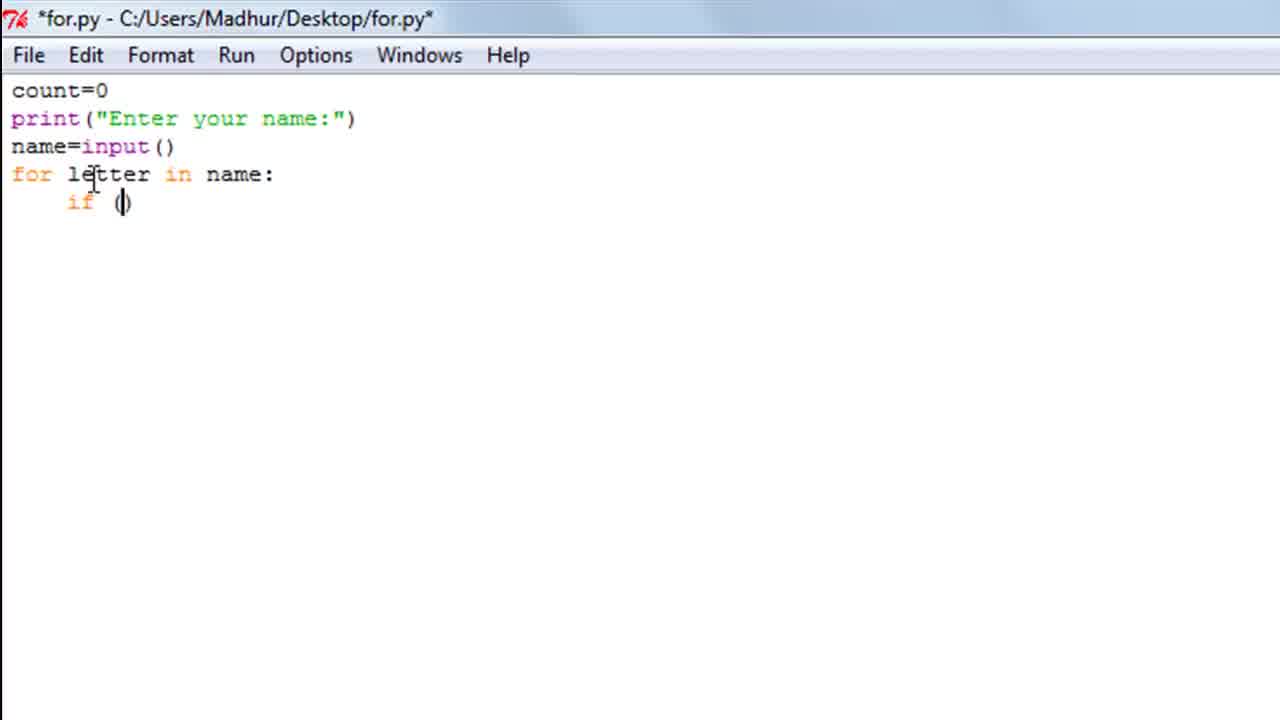 *for.py - C:/Users/Madhur/Desktop/for.py*
File Edit Format Run Options Windows Help
count=0
print("Enter your name:")
name=input()
for letter in name:
    if ()